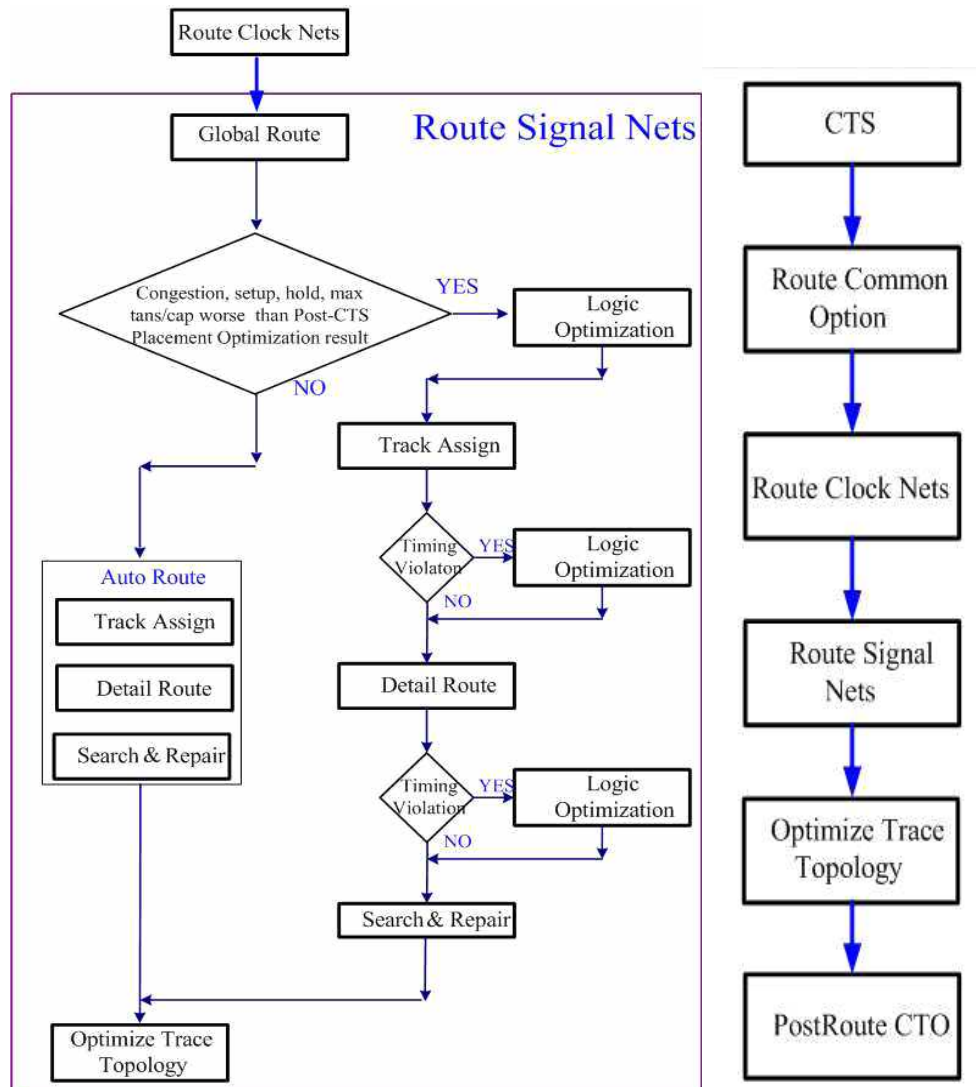 Route Clock Nets
Global Route
Route Signal Nets
Congestion, setup, hold, max
tans/cap worse than Post-CTS
Placement Optimization result
YES
Logic
Optimization
NO
Track Assign
Timing
Violaton
YES
Logic
Optimization
NO
Auto Route
Track Assign
Detail Route
Search & Repair
Detail Route
Timing
Violation
YES
Logic
Optimization
NO
Search & Repair
Optimize Trace
Topology
CTS
Route Common
Option
Route Clock Nets
Route Signal
Nets
Optimize Trace
Topology
PostRoute CTO